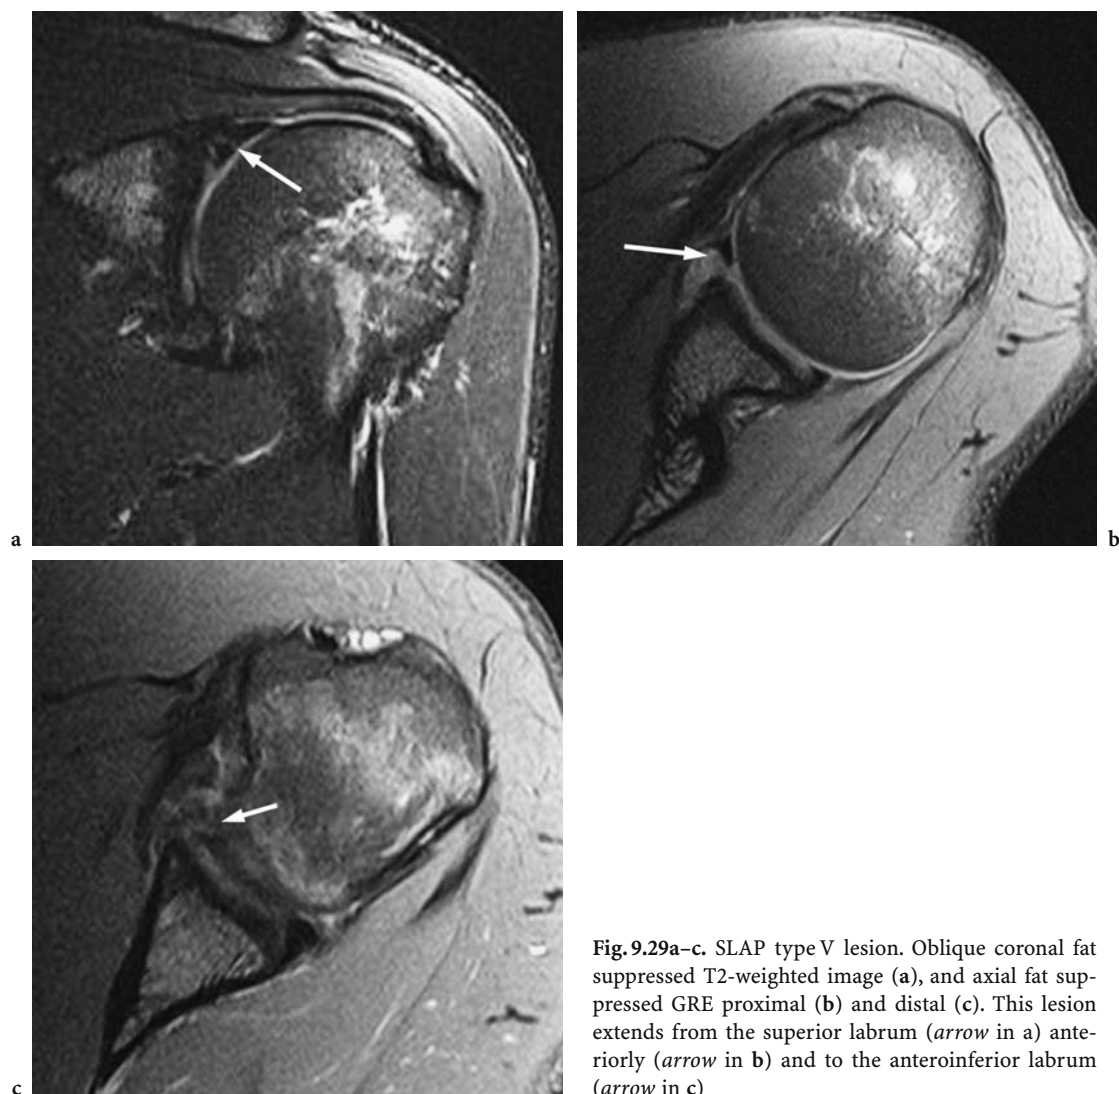 a
b
c
Fig. 9.29a–c. SLAP type V lesion. Oblique coronal fat
suppressed T2-weighted image (a), and axial fat sup-
pressed GRE proximal (b) and distal (c). This lesion
extends from the superior labrum (arrow in a) ante-
riorly (arrow in b) and to the anteroinferior labrum
(arrow in c)